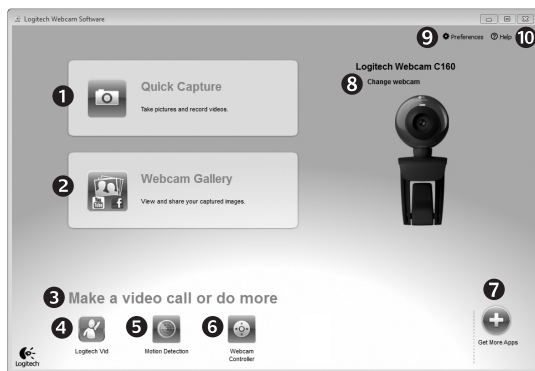 Logitech Webcam Software
9 Preferences Help 10
Logitech Webcam C160
8 Change webcam
1 Quick Capture
Take pictures and record videos.
2 Webcam Gallery
You Tube f
View and share your captured images.
3 Make a video call or do more
4 5 6 7
Logitech Vid Motion Detection Webcam Controller Get More Apps
Logitech